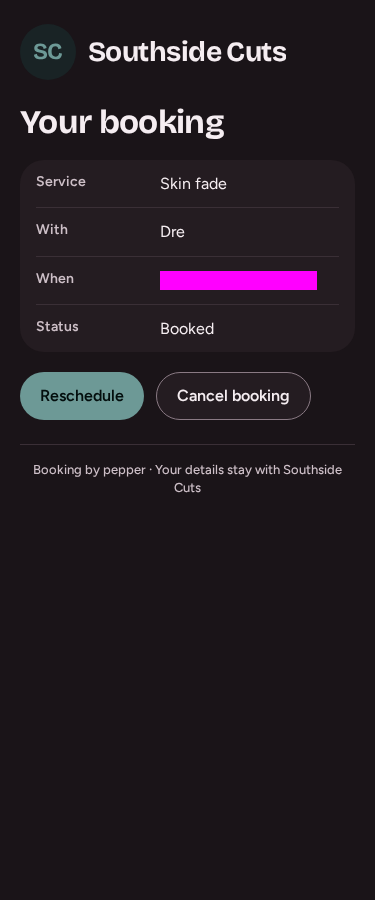 SC
Southside Cuts
Your booking
Service
Skin fade
With
Dre
When
Status
Booked
Reschedule
Cancel booking
Booking by pepper · Your details stay with Southside
Cuts